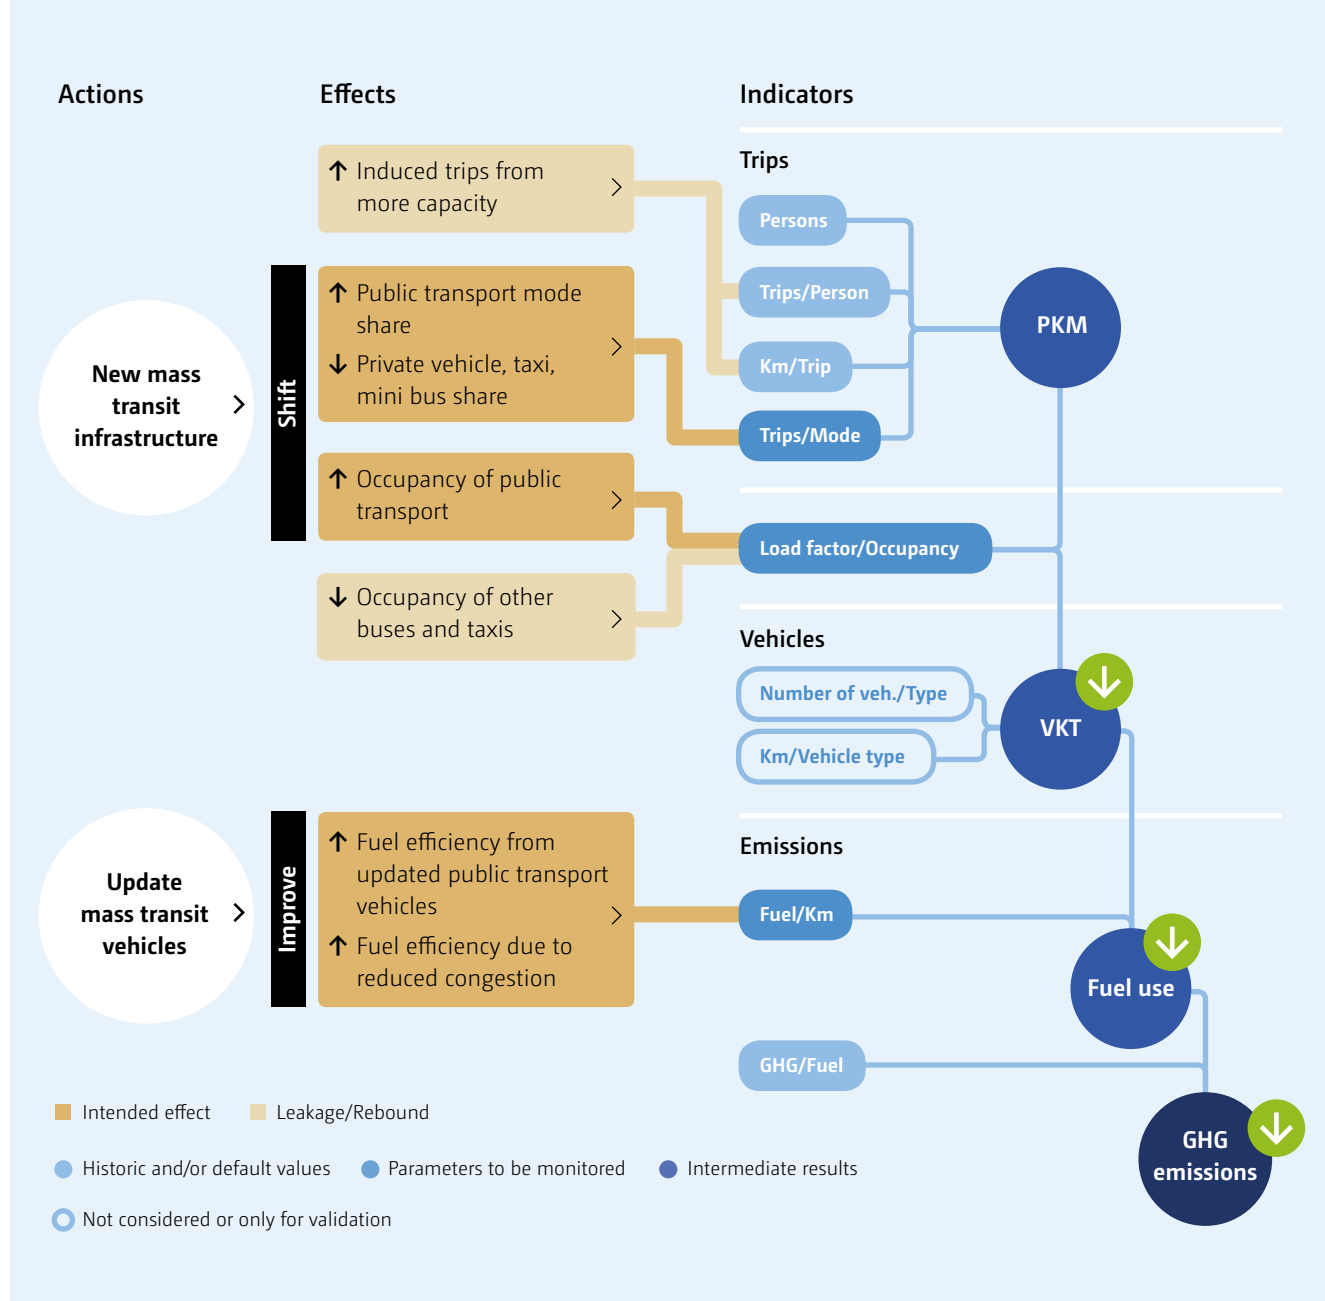 Actions
Effects
Indicators
New mass
transit
infrastructure
Shift
↑ Induced trips from
more capacity
↑ Public transport mode
share
↓ Private vehicle, taxi,
mini bus share
↑ Occupancy of public
transport
↓ Occupancy of other
buses and taxis
Trips
Persons
Trips/Person
Km/Trip
Trips/Mode
PKM
Load factor/Occupancy
Vehicles
Number of veh./Type
Km/Vehicle type
VKT
Update
mass transit
vehicles
Improve
↑ Fuel efficiency from
updated public transport
vehicles
↑ Fuel efficiency due to
reduced congestion
Emissions
Fuel/Km
Fuel use
GHG/Fuel
GHG
emissions
Intended effect
Leakage/Rebound
Historic and/or default values
Parameters to be monitored
Intermediate results
Not considered or only for validation